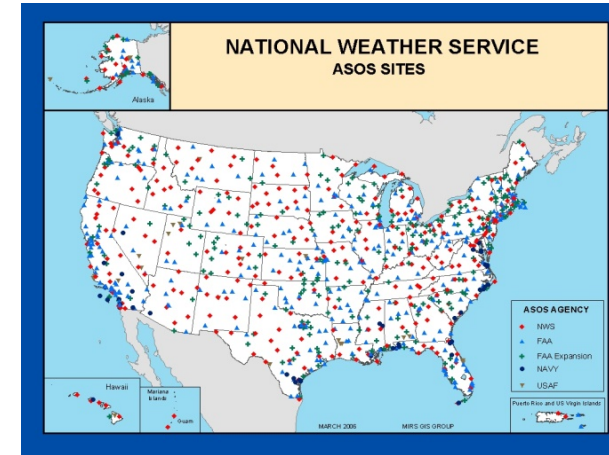 NATIONAL WEATHER SERVICE
ASOS SITES
Alaska
ASOS AGENCY
NWS
FAA
FAA Expansion
NAVY
USAF
Hawaii
Mariana
Islands
Guam
Puerto Rico and US Virgin Islands
MARCH 2006
MIRS GIS GROUP